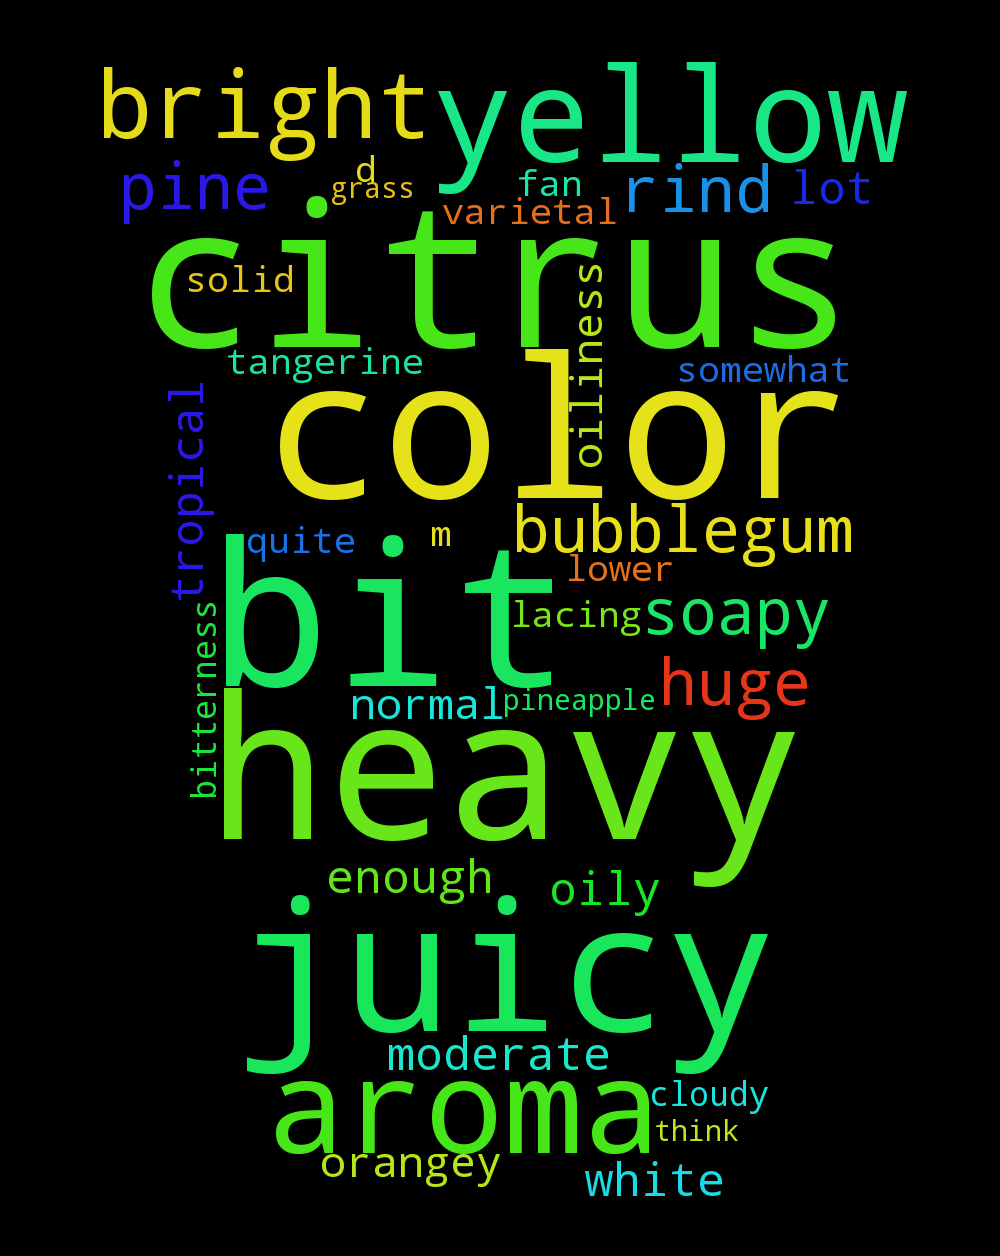 bright
yellow
d
pine
grass
fan
rind
lot
varietal
citrus
solid
oiliness
tangerine
somewhat
color
tropical
bubblegum
quite
m
lower
bit
lacing
soapy
bitterness
huge
normal
pineapple
heavy
enough
oily
juicy
moderate
aroma
cloudy
think
orangey
white